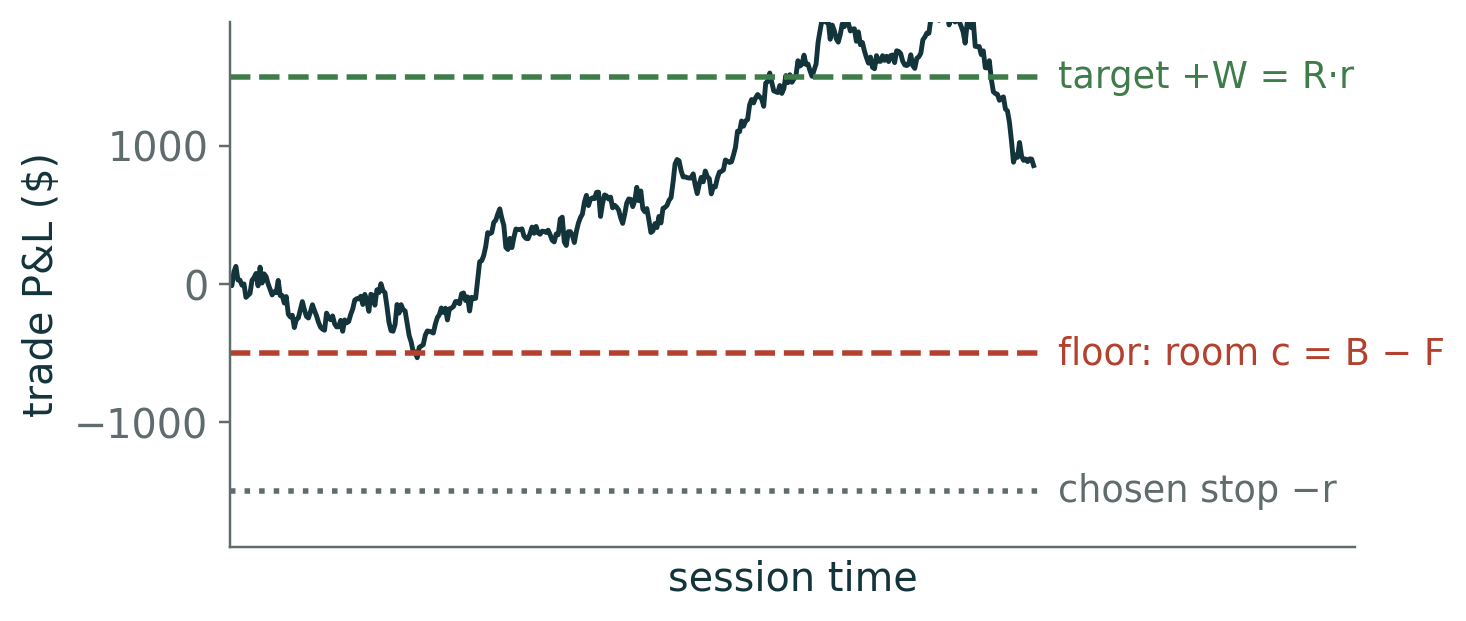 target +W = R·r
1000
trade P&L ($)
0
floor: room c = B − F
−1000
chosen stop −r
session time